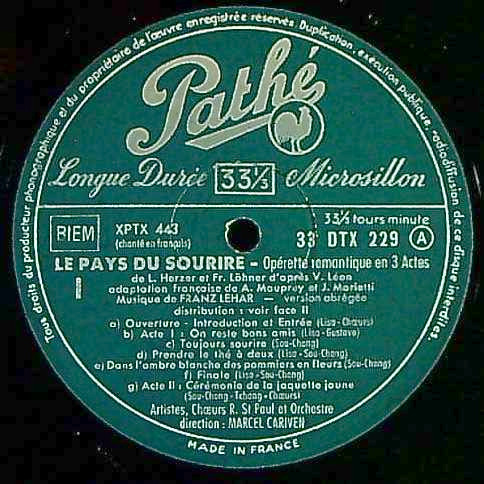 Tous droits du producteur phonographique et du propriétaire de l'œuvre enregistrée réservés. Duplication, exécution publique, radiodiffusion de ce disque interdites.
Pathé
Longue Durée 33 1/3 Microsillon
BIEM
XPTX 443
(chanté en français)
33 1/3 tours minute
33 DTX 229 A
LE PAYS DU SOURIRE - Opérette romantique en 3 Actes
I
de L. Herzer et Fr. Löhner d'après V. Léon
adaptation française de A. Mauprey et J. Marietti
Musique de FRANZ LEHAR — version abrégée
distribution : voir face II
a) Ouverture - Introduction et Entrée (Lisa-Chœurs)
b) Acte I : On reste bons amis (Lisa-Gustave)
c) Toujours sourire (Sou-Chong)
d) Prendre le thé à deux (Lisa-Sou-Chong)
e) Dans l'ombre blanche des pommiers en fleurs (Sou-Chong)
f) Finale (Lisa-Sou-Chong)
g) Acte II : Cérémonie de la jaquette jaune
(Sou-Chong-Tchang-Chœurs)
Artistes, Chœurs R. St Paul et Orchestre
direction : MARCEL CARIVEN
MADE IN FRANCE